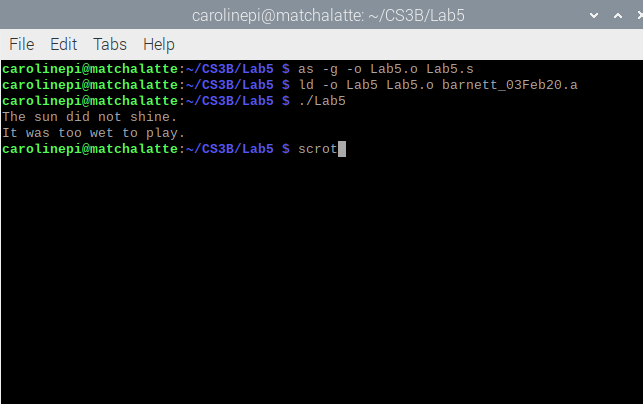 carolinepi@matchalatte: ~/CS3B/Lab5
File Edit Tabs Help
carolinepi@matchalatte:~/CS3B/Lab5 $ as -g -o Lab5.o Lab5.s
carolinepi@matchalatte:~/CS3B/Lab5 $ ld -o Lab5 Lab5.o barnett_03Feb20.a
carolinepi@matchalatte:~/CS3B/Lab5 $ ./Lab5
The sun did not shine.
It was too wet to play.
carolinepi@matchalatte:~/CS3B/Lab5 $ scrot